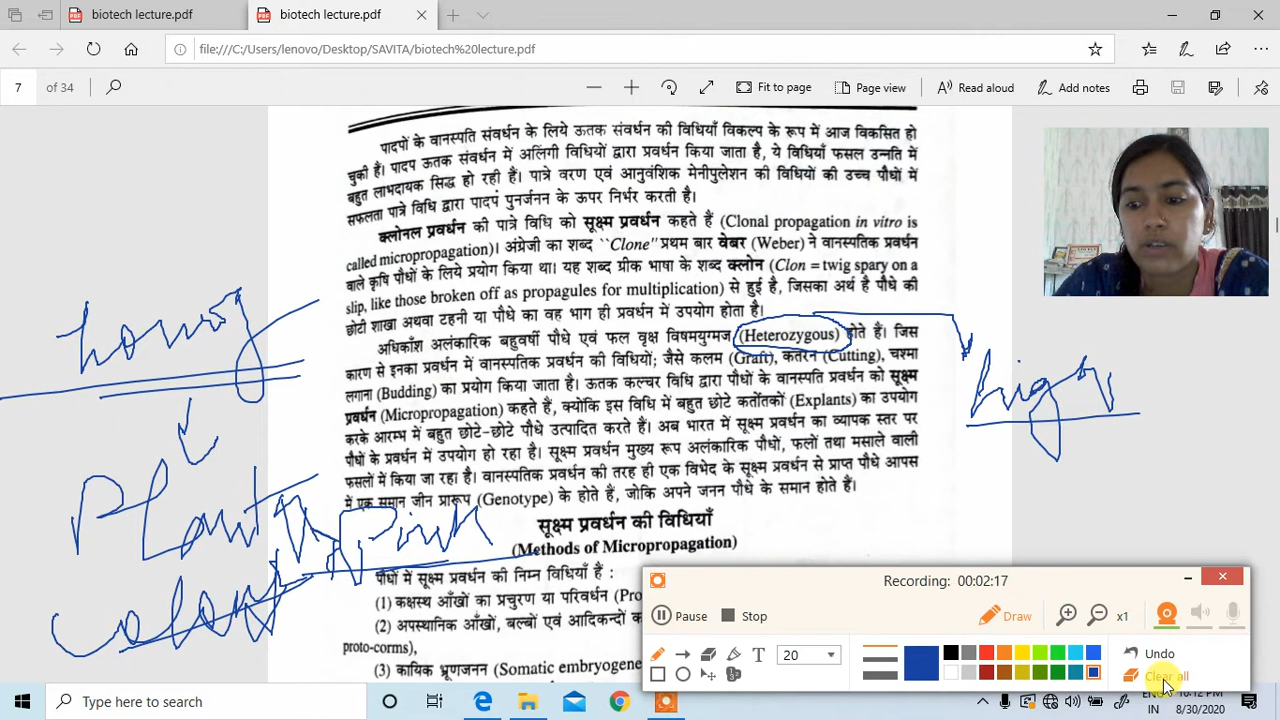 biotech lecture.pdf
biotech lecture.pdf
file:///C:/Users/lenovo/Desktop/SAVITA/biotech%20lecture.pdf
7 of 34
Fit to page
Page view
Read aloud
Add notes
पादपों के वानस्पति संवर्धन के लिये ऊतक संवर्धन की विधियाँ विकल्प के रूप में आज विकसित हो
चुकी हैं। पादप ऊतक संवर्धन में अलिंगी विधियों द्वारा प्रवर्धन किया जाता है, ये विधियाँ फसल उन्नति में
बहुत लाभदायक सिद्ध हो रही हैं। पात्रे वरण एवं आनुवंशिक मेनीपुलेशन की विधियों की उच्च पौधों में
सफलता पात्रे विधि द्वारा पादप पुनर्जनन के ऊपर निर्भर करती है।
क्लोनल प्रवर्धन की पात्रे विधि को सूक्ष्म प्रवर्धन कहते हैं (Clonal propagation in vitro is
called micropropagation)। अंग्रेजी का शब्द ``Clone'' प्रथम बार वेबर (Weber) ने वानस्पतिक प्रवर्धन
वाले कृषि पौधों के लिये प्रयोग किया था। यह शब्द ग्रीक भाषा के शब्द क्लोन (Clon = twig spary on a
slip, like those broken off as propagules for multiplication) से हुई है, जिसका अर्थ है पौधे की
छोटी शाखा अथवा टहनी या पौधे का वह भाग ही प्रवर्धन में उपयोग होता है।
अधिकाँश अलंकारिक बहुवर्षी पौधे एवं फल वृक्ष विषमयुग्मज (Heterozygous) होते हैं। जिस
कारण से इनका प्रवर्धन में वानस्पतिक प्रवर्धन की विधियों; जैसे कलम (Graft), कतरन (Cutting), चश्मा
लगाना (Budding) का प्रयोग किया जाता है। ऊतक कल्चर विधि द्वारा पौधों के वानस्पति प्रवर्धन को सूक्ष्म
प्रवर्धन (Micropropagation) कहते हैं, क्योंकि इस विधि में बहुत छोटे कर्तोतकों (Explants) का उपयोग
करके आरम्भ में बहुत छोटे-छोटे पौधे उत्पादित करते हैं। अब भारत में सूक्ष्म प्रवर्धन का व्यापक स्तर पर
पौधों के प्रवर्धन में उपयोग हो रहा है। सूक्ष्म प्रवर्धन मुख्य रूप अलंकारिक पौधों, फलों तथा मसाले वाली
फसलों में किया जा रहा है। वानस्पतिक प्रवर्धन की तरह ही एक विभेद के सूक्ष्म प्रवर्धन से प्राप्त पौधे आपस
में एक समान जीन प्रारूप (Genotype) के होते हैं, जोकि अपने जनन पौधे के समान होते हैं।
Plant
Pink
सूक्ष्म प्रवर्धन की विधियाँ
(Methods of Micropropagation)
पौधों में सूक्ष्म प्रवर्धन की निम्न विधियाँ हैं :
(1) कक्षस्थ आँखों का प्रचुरण या परिवर्धन (Pro
(2) अपस्थानिक आँखों, बल्बों एवं आदिकन्दों क
proto-corms),
(3) कायिक भ्रूणजनन (Somatic embryogene
Recording: 00:02:17
Pause
Stop
Draw
x1
T
20
Undo
Clear all
Type here to search
10:12 PM
IN
8/30/2020